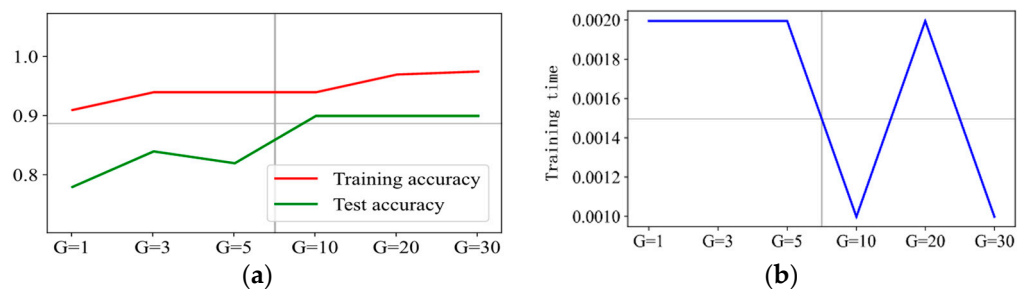 1.0
0.9
0.8
Training accuracy
Test accuracy
G=1 G=3 G=5 G=10 G=20 G=30
(a)
Training time
0.0020
0.0018
0.0016
0.0014
0.0012
0.0010
G=1 G=3 G=5 G=10 G=20 G=30
(b)